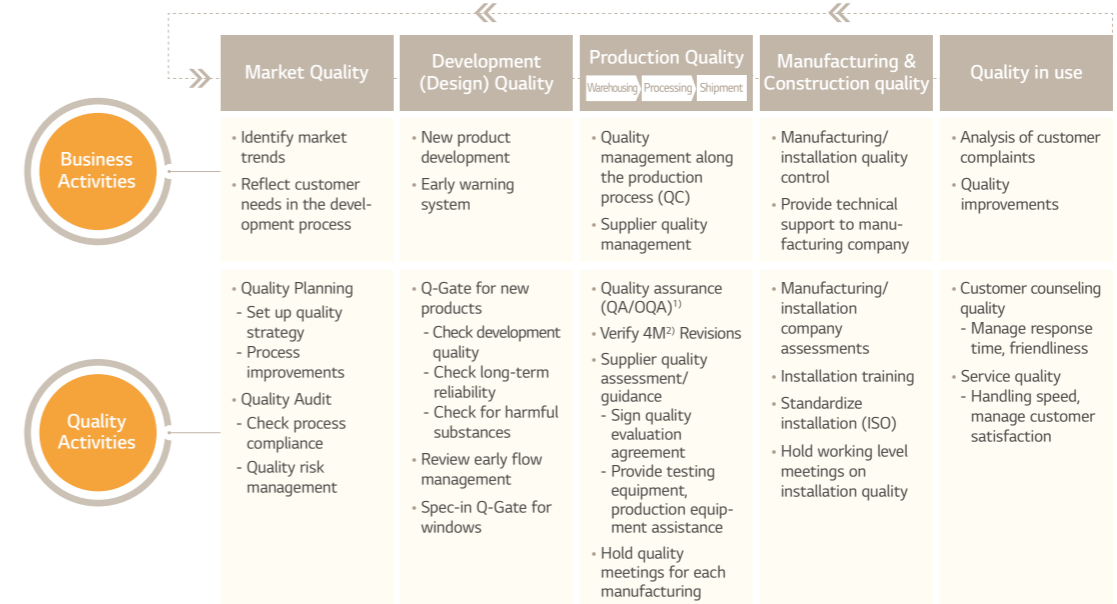 Market Quality
Development
(Design) Quality
Production Quality
Warehousing
Processing
Shipment
Manufacturing &
Construction quality
Quality in use
Business
Activities
• Identify market
trends
• Reflect customer
needs in the devel-
opment process
• New product
development
• Early warning
system
• Quality
management along
the production
process (QC)
• Supplier quality
management
• Manufacturing/
installation quality
control
• Provide technical
support to manu-
facturing company
• Analysis of customer
complaints
• Quality
improvements
Quality
Activities
• Quality Planning
- Set up quality
strategy
- Process
improvements
• Quality Audit
- Check process
compliance
- Quality risk
management
• Q-Gate for new
products
- Check development
quality
- Check long-term
reliability
- Check for harmful
substances
• Review early flow
management
• Spec-in Q-Gate for
windows
• Quality assurance
(QA/OQA)1)
• Verify 4M2) Revisions
• Supplier quality
assessment/
guidance
- Sign quality
evaluation
agreement
- Provide testing
equipment,
production equip-
ment assistance
• Hold quality
meetings for each
manufacturing
• Manufacturing/
installation
company
assessments
• Installation training
• Standardize
installation (ISO)
• Hold working level
meetings on
installation quality
• Customer counseling
quality
- Manage response
time, friendliness
• Service quality
- Handling speed,
manage customer
satisfaction